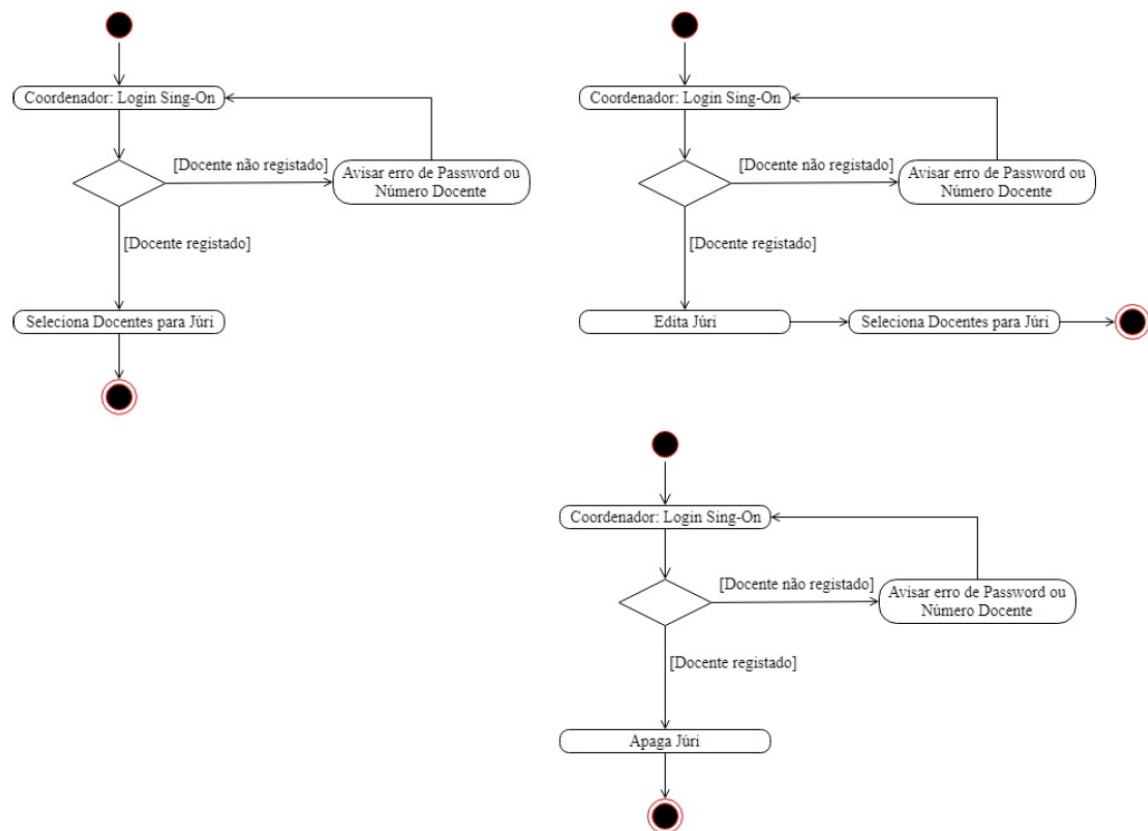 Coordenador: Login Sing-On
[Docente não registado]
Avisar erro de Password ou
Número Docente
[Docente registado]
Seleciona Docentes para Júri
Coordenador: Login Sing-On
[Docente não registado]
Avisar erro de Password ou
Número Docente
[Docente registado]
Edita Júri
Seleciona Docentes para Júri
Coordenador: Login Sing-On
[Docente não registado]
Avisar erro de Password ou
Número Docente
[Docente registado]
Apaga Júri